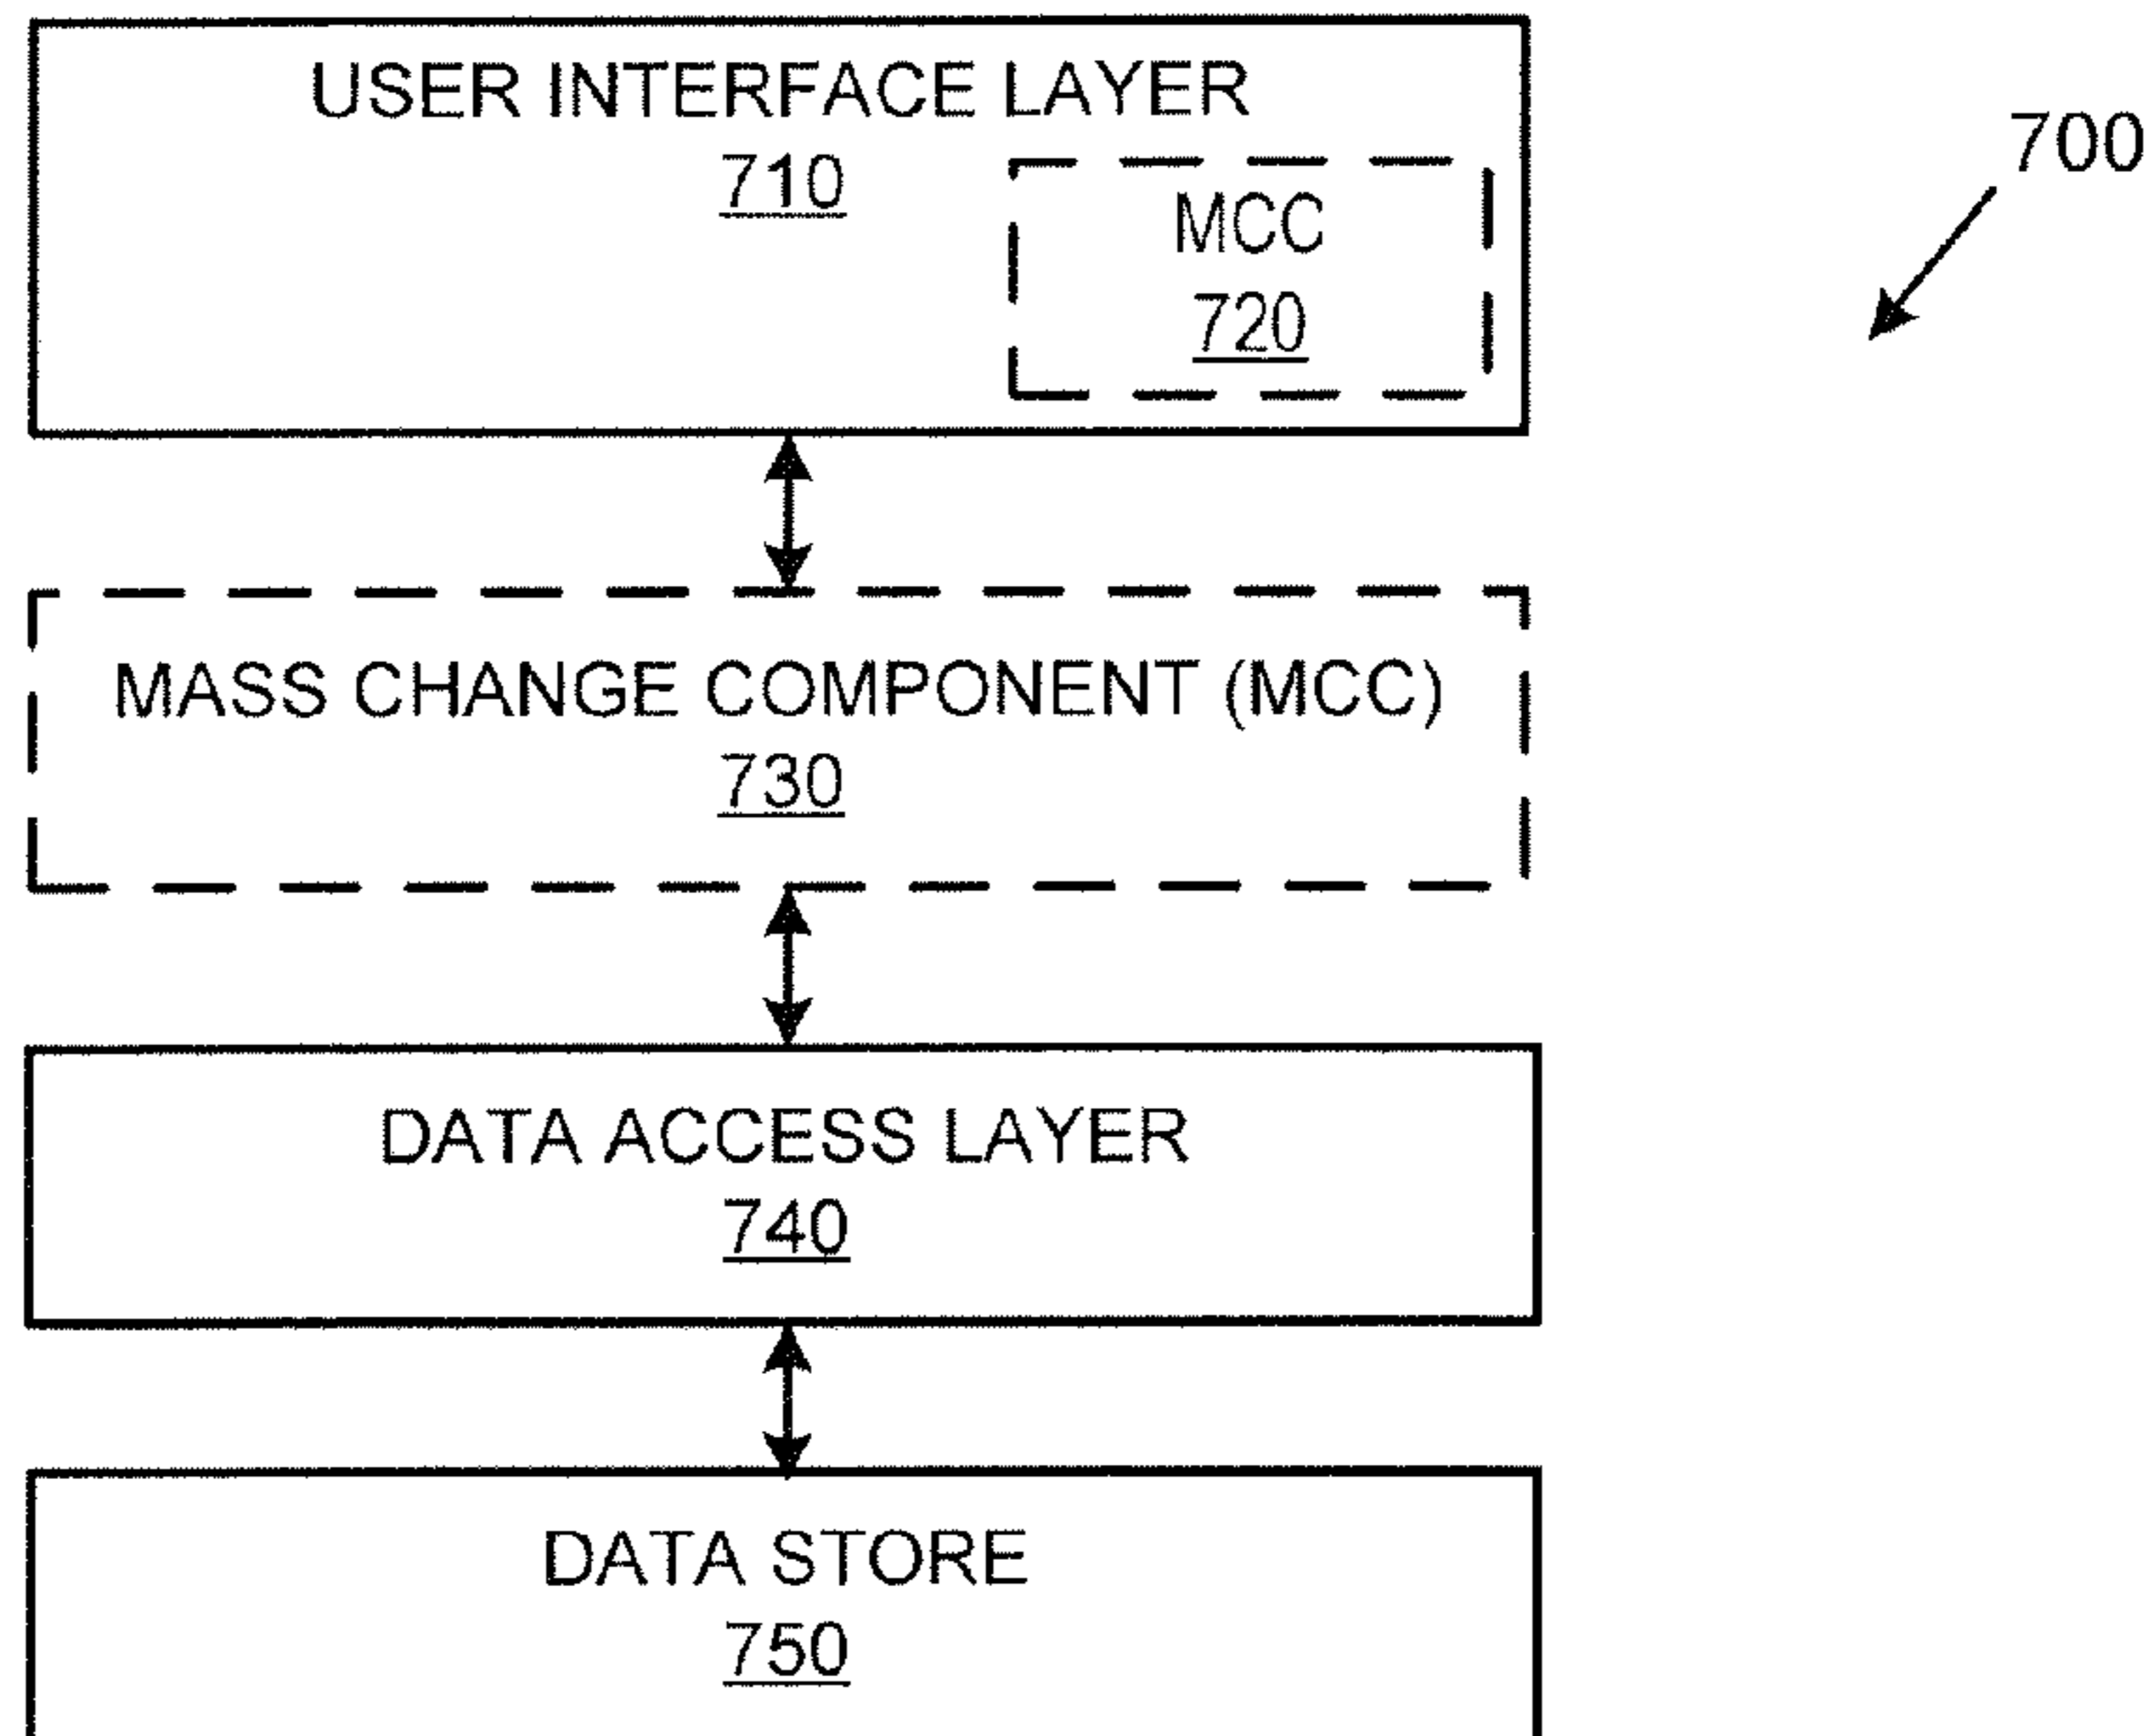 USER INTERFACE LAYER
710
MCC
720
700
MASS CHANGE COMPONENT (MCC)
730
DATA ACCESS LAYER
740
DATA STORE
750